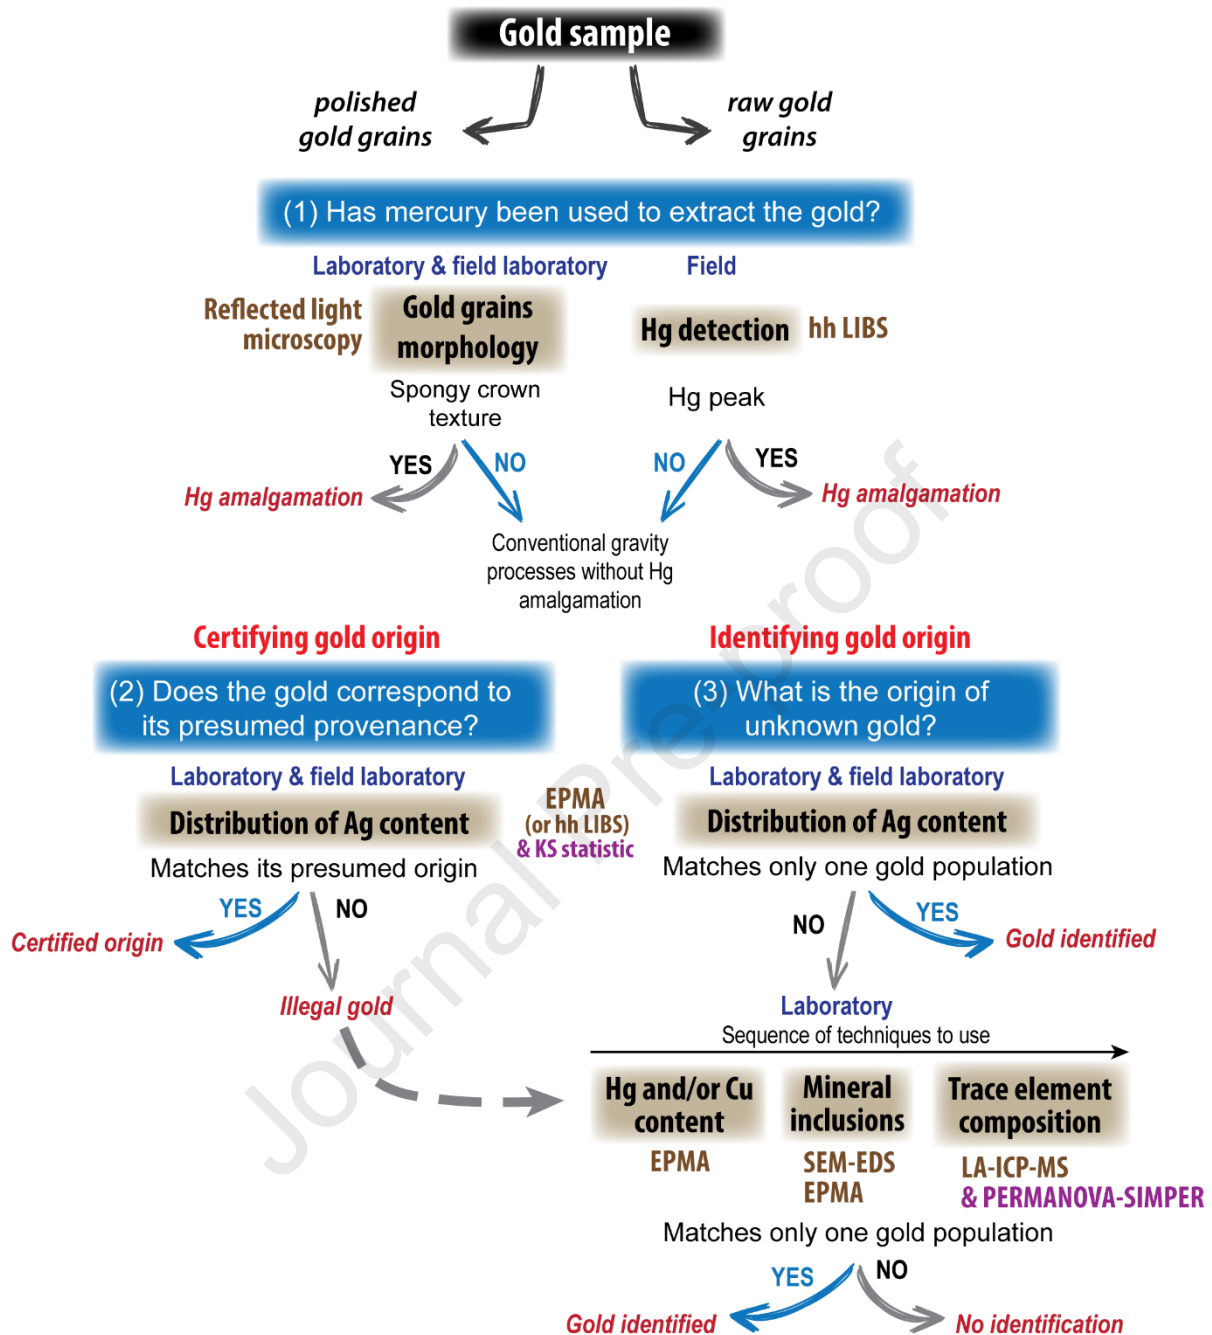 Gold sample
polished
gold grains
raw gold
grains
(1) Has mercury been used to extract the gold?
Laboratory & field laboratory
Field
Reflected light
microscopy
Gold grains
morphology
Hg detection
hh LIBS
Spongy crown
texture
Hg peak
YES
NO
NO
YES
Hg amalgamation
Hg amalgamation
Conventional gravity
processes without Hg
amalgamation
Certifying gold origin
Identifying gold origin
(2) Does the gold correspond to
its presumed provenance?
(3) What is the origin of
unknown gold?
Laboratory & field laboratory
Laboratory & field laboratory
Distribution of Ag content
EPMA
(or hh LIBS)
& KS statistic
Distribution of Ag content
Matches its presumed origin
Matches only one gold population
YES
NO
NO
YES
Certified origin
Gold identified
Illegal gold
Laboratory
Sequence of techniques to use
Hg and/or Cu
content
Mineral
inclusions
Trace element
composition
EPMA
SEM-EDS
EPMA
LA-ICP-MS
& PERMANOVA-SIMPER
Matches only one gold population
YES
NO
Gold identified
No identification
Journal Pre-proof